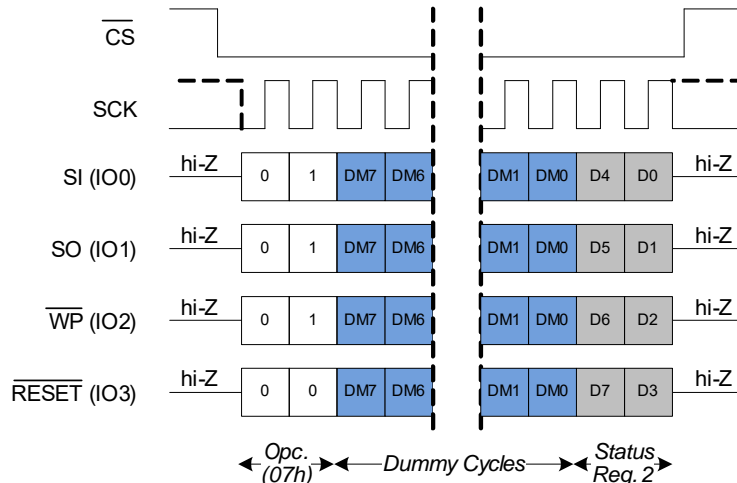 CS
SCK
hi-Z hi-Z
SI (IO0) 0 1 DM7 DM6 DM1 DM0 D4 D0
hi-Z hi-Z
SO (IO1) 0 1 DM7 DM6 DM1 DM0 D5 D1
hi-Z hi-Z
WP (IO2) 0 1 DM7 DM6 DM1 DM0 D6 D2
hi-Z hi-Z
RESET (IO3) 0 0 DM7 DM6 DM1 DM0 D7 D3
Opc. (07h)
Dummy Cycles
Status Reg. 2